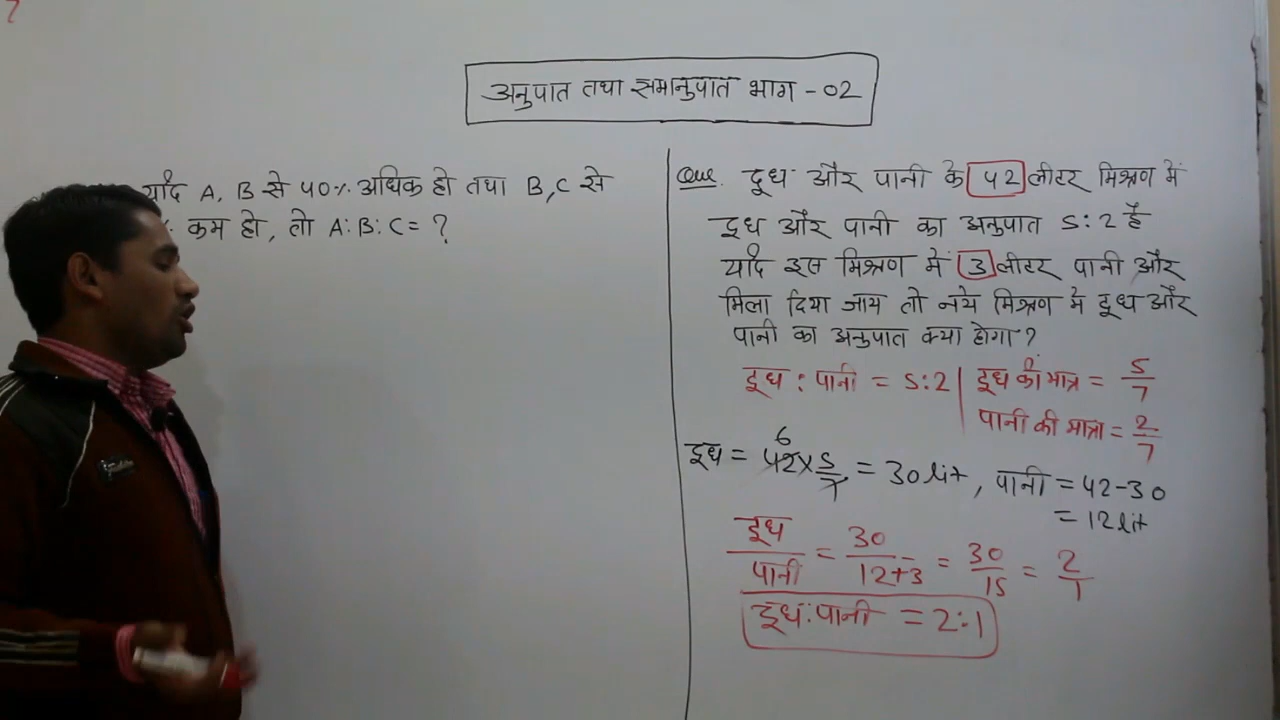 अनुपात तथा समानुपात भाग - 02
यदि A, B से 40% अधिक हो तथा B, C से
% कम हो, तो A:B:C = ?
Que. दूध और पानी के 42 लीटर मिश्रण में
दूध और पानी का अनुपात 5:2 है
यदि इस मिश्रण में 3 लीटर पानी और
मिला दिया जाय तो नये मिश्रण में दूध और
पानी का अनुपात क्या होगा ?
दूध : पानी = 5:2 | दूध की मात्रा = 5/7
पानी की मात्रा = 2/7
6
दूध = 42 × 5/7 = 30 lit, पानी = 42-30
= 12 lit
दूध/पानी = 30/12+3 = 30/15 = 2/1
दूध:पानी = 2:1